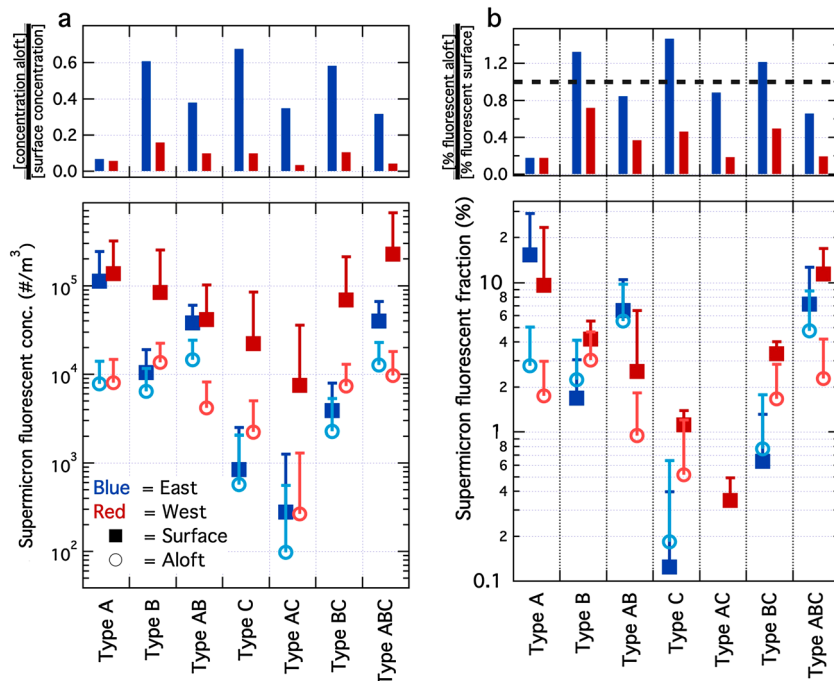 a
[concentration aloft]
[surface concentration]
0.6
0.4
0.2
0.0
Supermicron fluorescent conc. (#/m³)
10⁵
10⁴
10³
10²
Blue = East
Red = West
= Surface
= Aloft
Type A
Type B
Type AB
Type C
Type AC
Type BC
Type ABC
b
[% fluorescent aloft]
[% fluorescent surface]
1.2
0.8
0.4
0.0
Supermicron fluorescent fraction (%)
2
10
8
6
4
2
1
8
6
4
2
0.1
Type A
Type B
Type AB
Type C
Type AC
Type BC
Type ABC